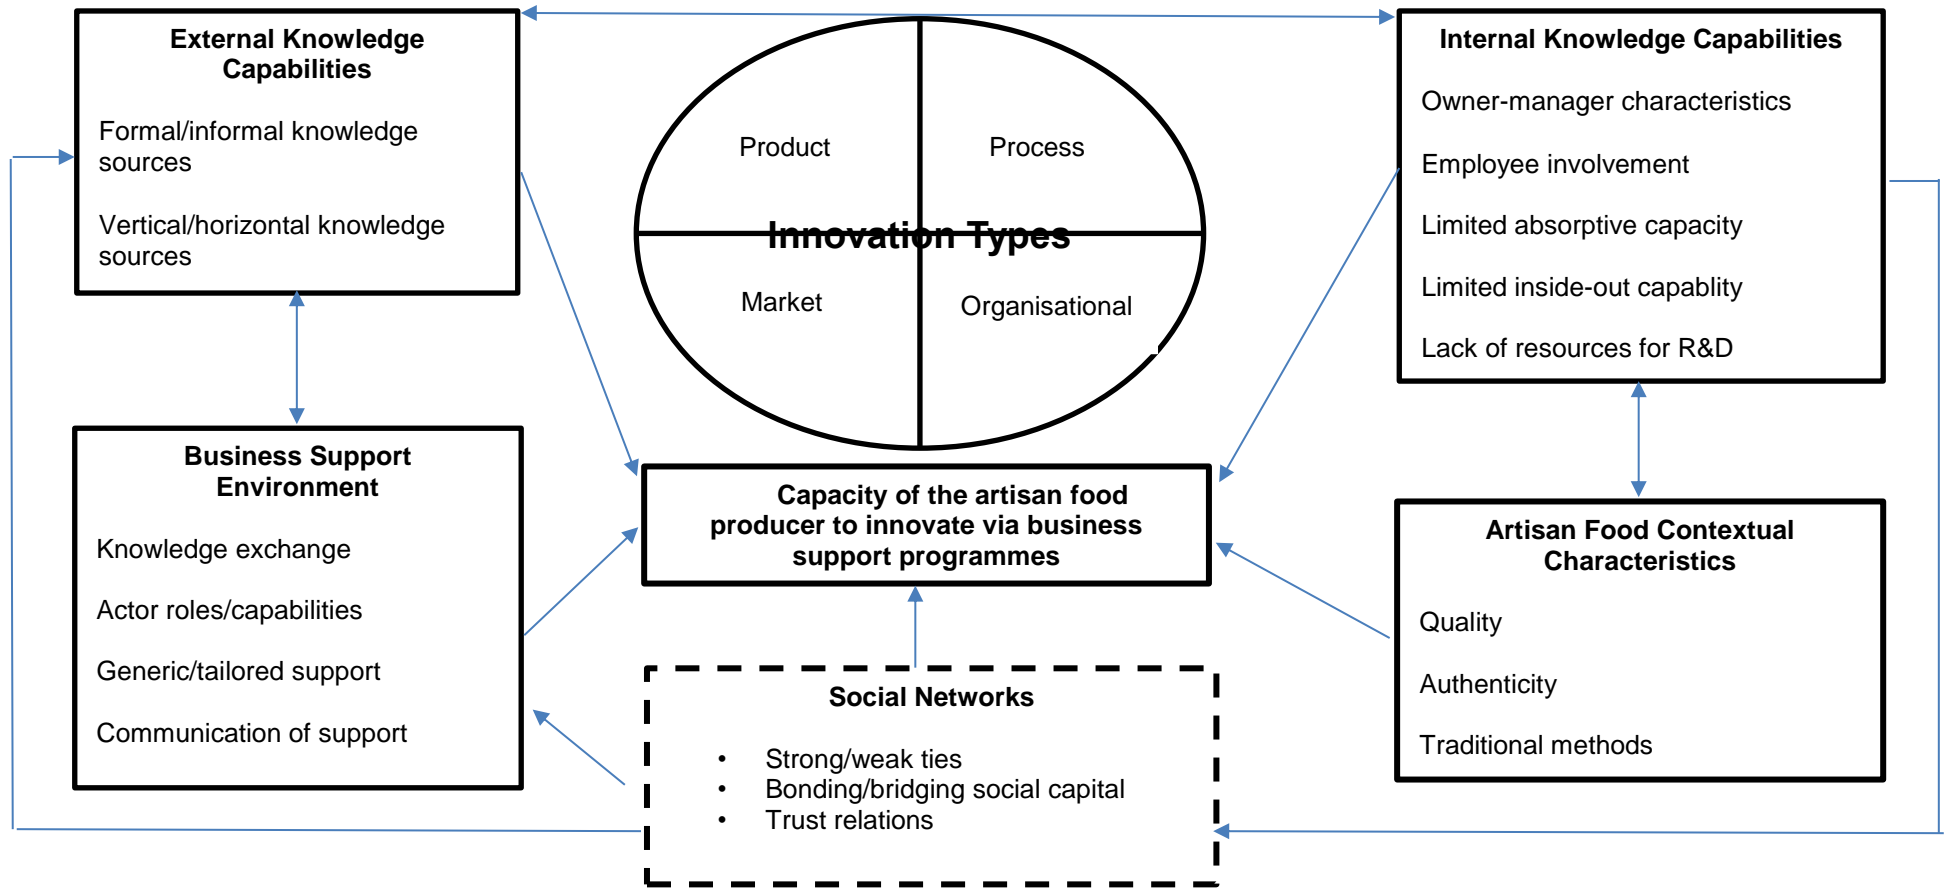 External Knowledge
Capabilities
Formal/informal knowledge
sources
Vertical/horizontal knowledge
sources
Product
Process
Innovation Types
Market
Organisational
Internal Knowledge Capabilities
Owner-manager characteristics
Employee involvement
Limited absorptive capacity
Limited inside-out capablity
Lack of resources for R&D
Business Support
Environment
Knowledge exchange
Actor roles/capabilities
Generic/tailored support
Communication of support
Capacity of the artisan food
producer to innovate via business
support programmes
Artisan Food Contextual
Characteristics
Quality
Authenticity
Traditional methods
Social Networks
• Strong/weak ties
• Bonding/bridging social capital
• Trust relations